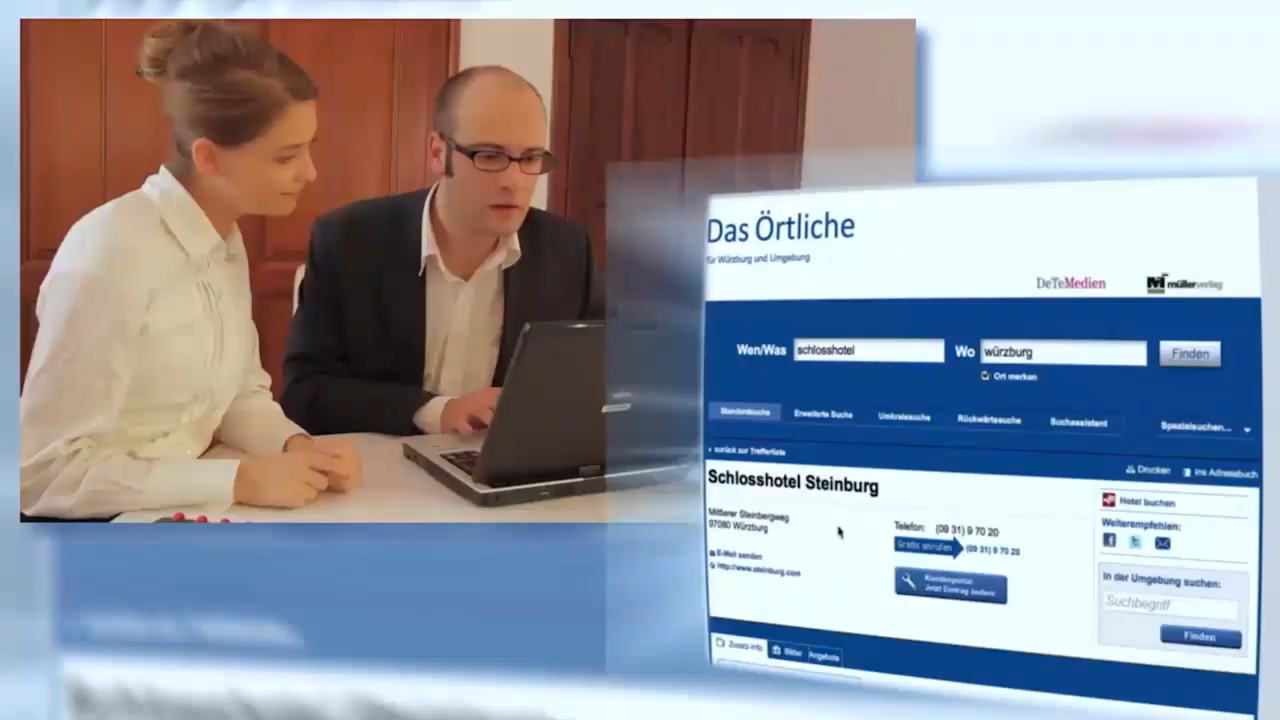 Das Örtliche
für Würzburg und Umgebung
DeTeMedien
müllerverlag
Wen/Was schlosshotel Wo würzburg Finden
Ort merken
Standardsuche Erweiterte Suche Umkreissuche Rückwärtssuche Suchassistent Spezialsuchen...
zurück zur Trefferliste
Drucken Ins Adressbuch
Schlosshotel Steinburg
Mittlerer Steinbergweg
97080 Würzburg
E-Mail senden
http://www.steinburg.com
Telefon: (09 31) 9 70 20
Gratis anrufen (09 31) 9 70 20
Kundenportal
Jetzt Eintrag ändern
Hotel buchen
Weiterempfehlen:
In der Umgebung suchen:
Suchbegriff
Finden
Zusatz-Info Bilder Angebote